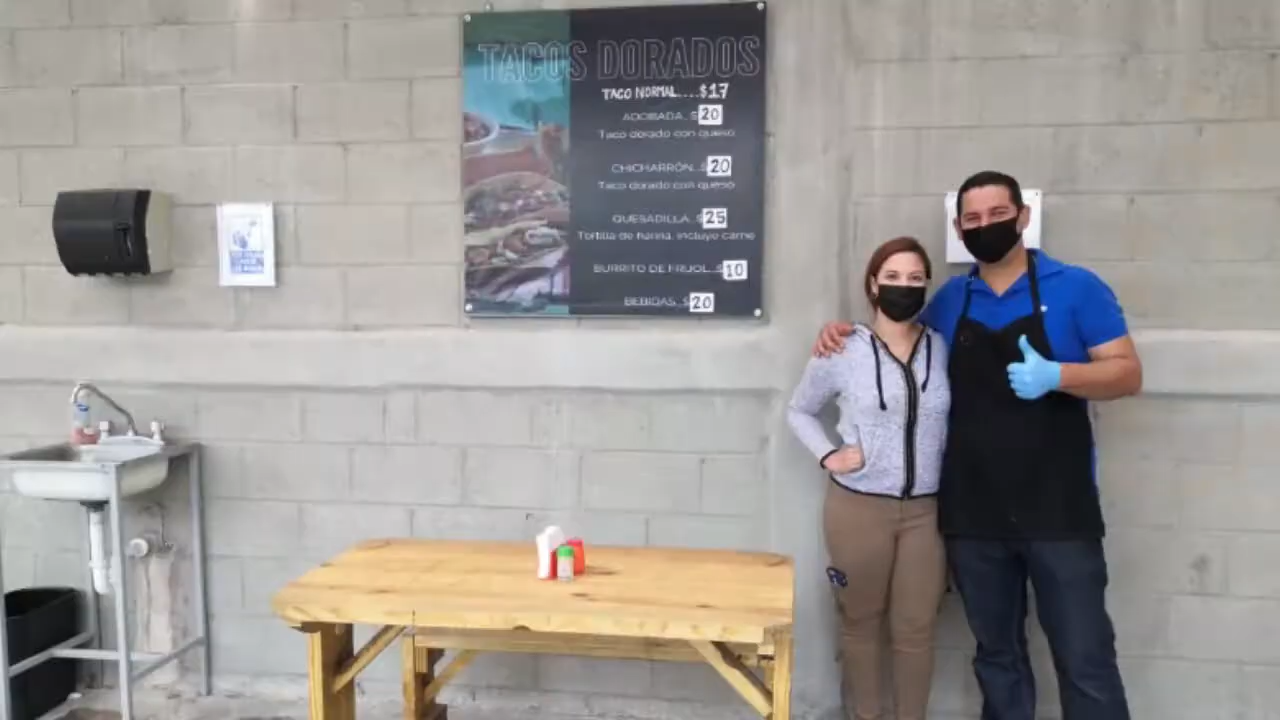 TACOS DORADOS
TACO NORMAL....$17
ADOBADA..$20
Taco dorado con queso
CHICHARRÓN..$20
Taco dorado con queso
QUESADILLA..$25
Tortilla de harina, incluye carne
BURRITO DE FRIJOL..$10
BEBIDAS..$20